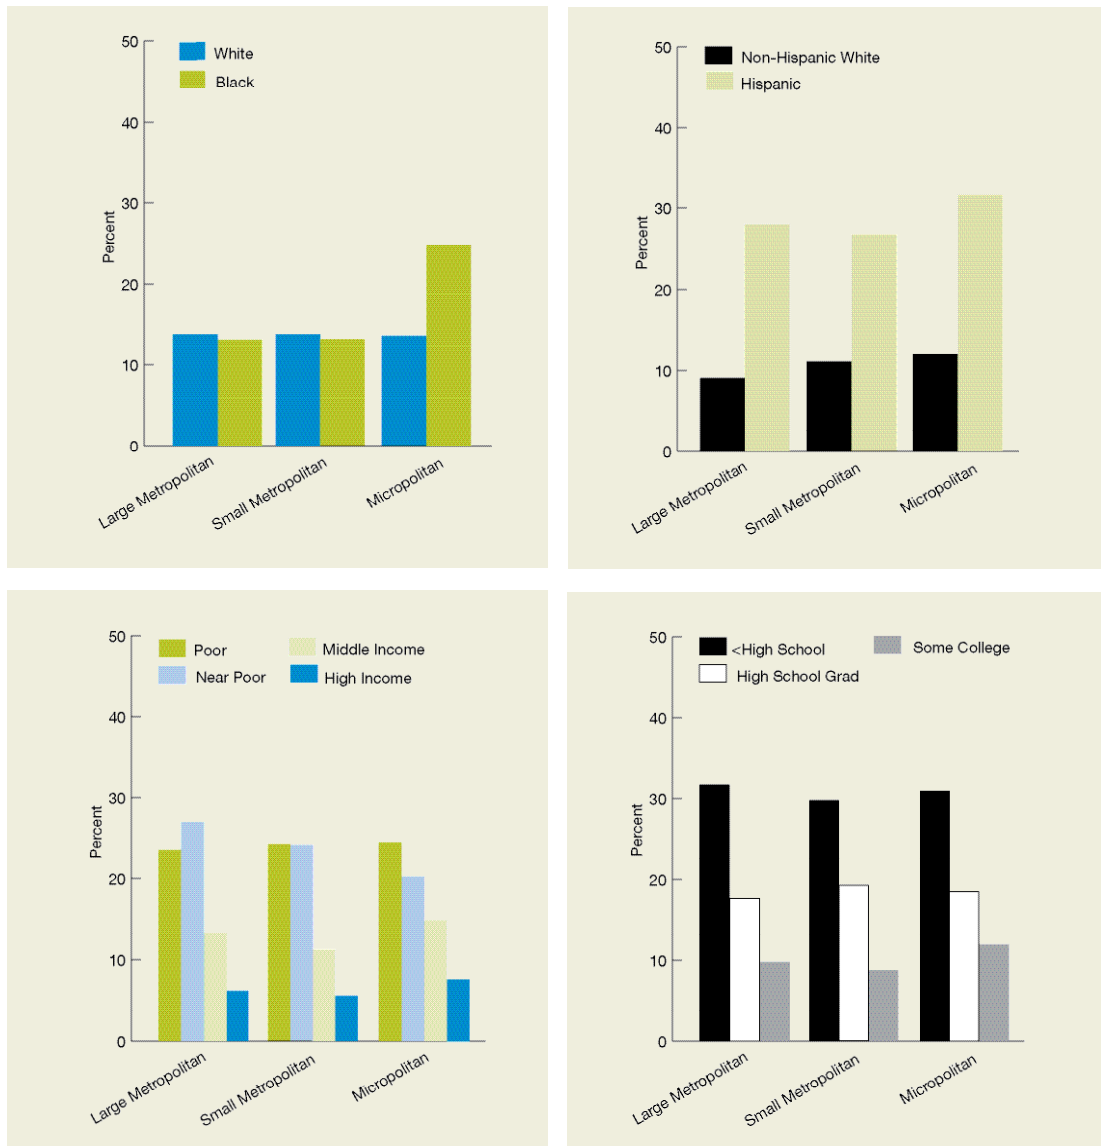 50
40
30
20
10
0
Percent
White
Black
Large Metropolitan
Small Metropolitan
Micropolitan
50
40
30
20
10
0
Percent
Non-Hispanic White
Hispanic
Large Metropolitan
Small Metropolitan
Micropolitan
50
40
30
20
10
0
Percent
Poor
Middle Income
Near Poor
High Income
Large Metropolitan
Small Metropolitan
Micropolitan
50
40
30
20
10
0
Percent
<High School
Some College
High School Grad
Large Metropolitan
Small Metropolitan
Micropolitan